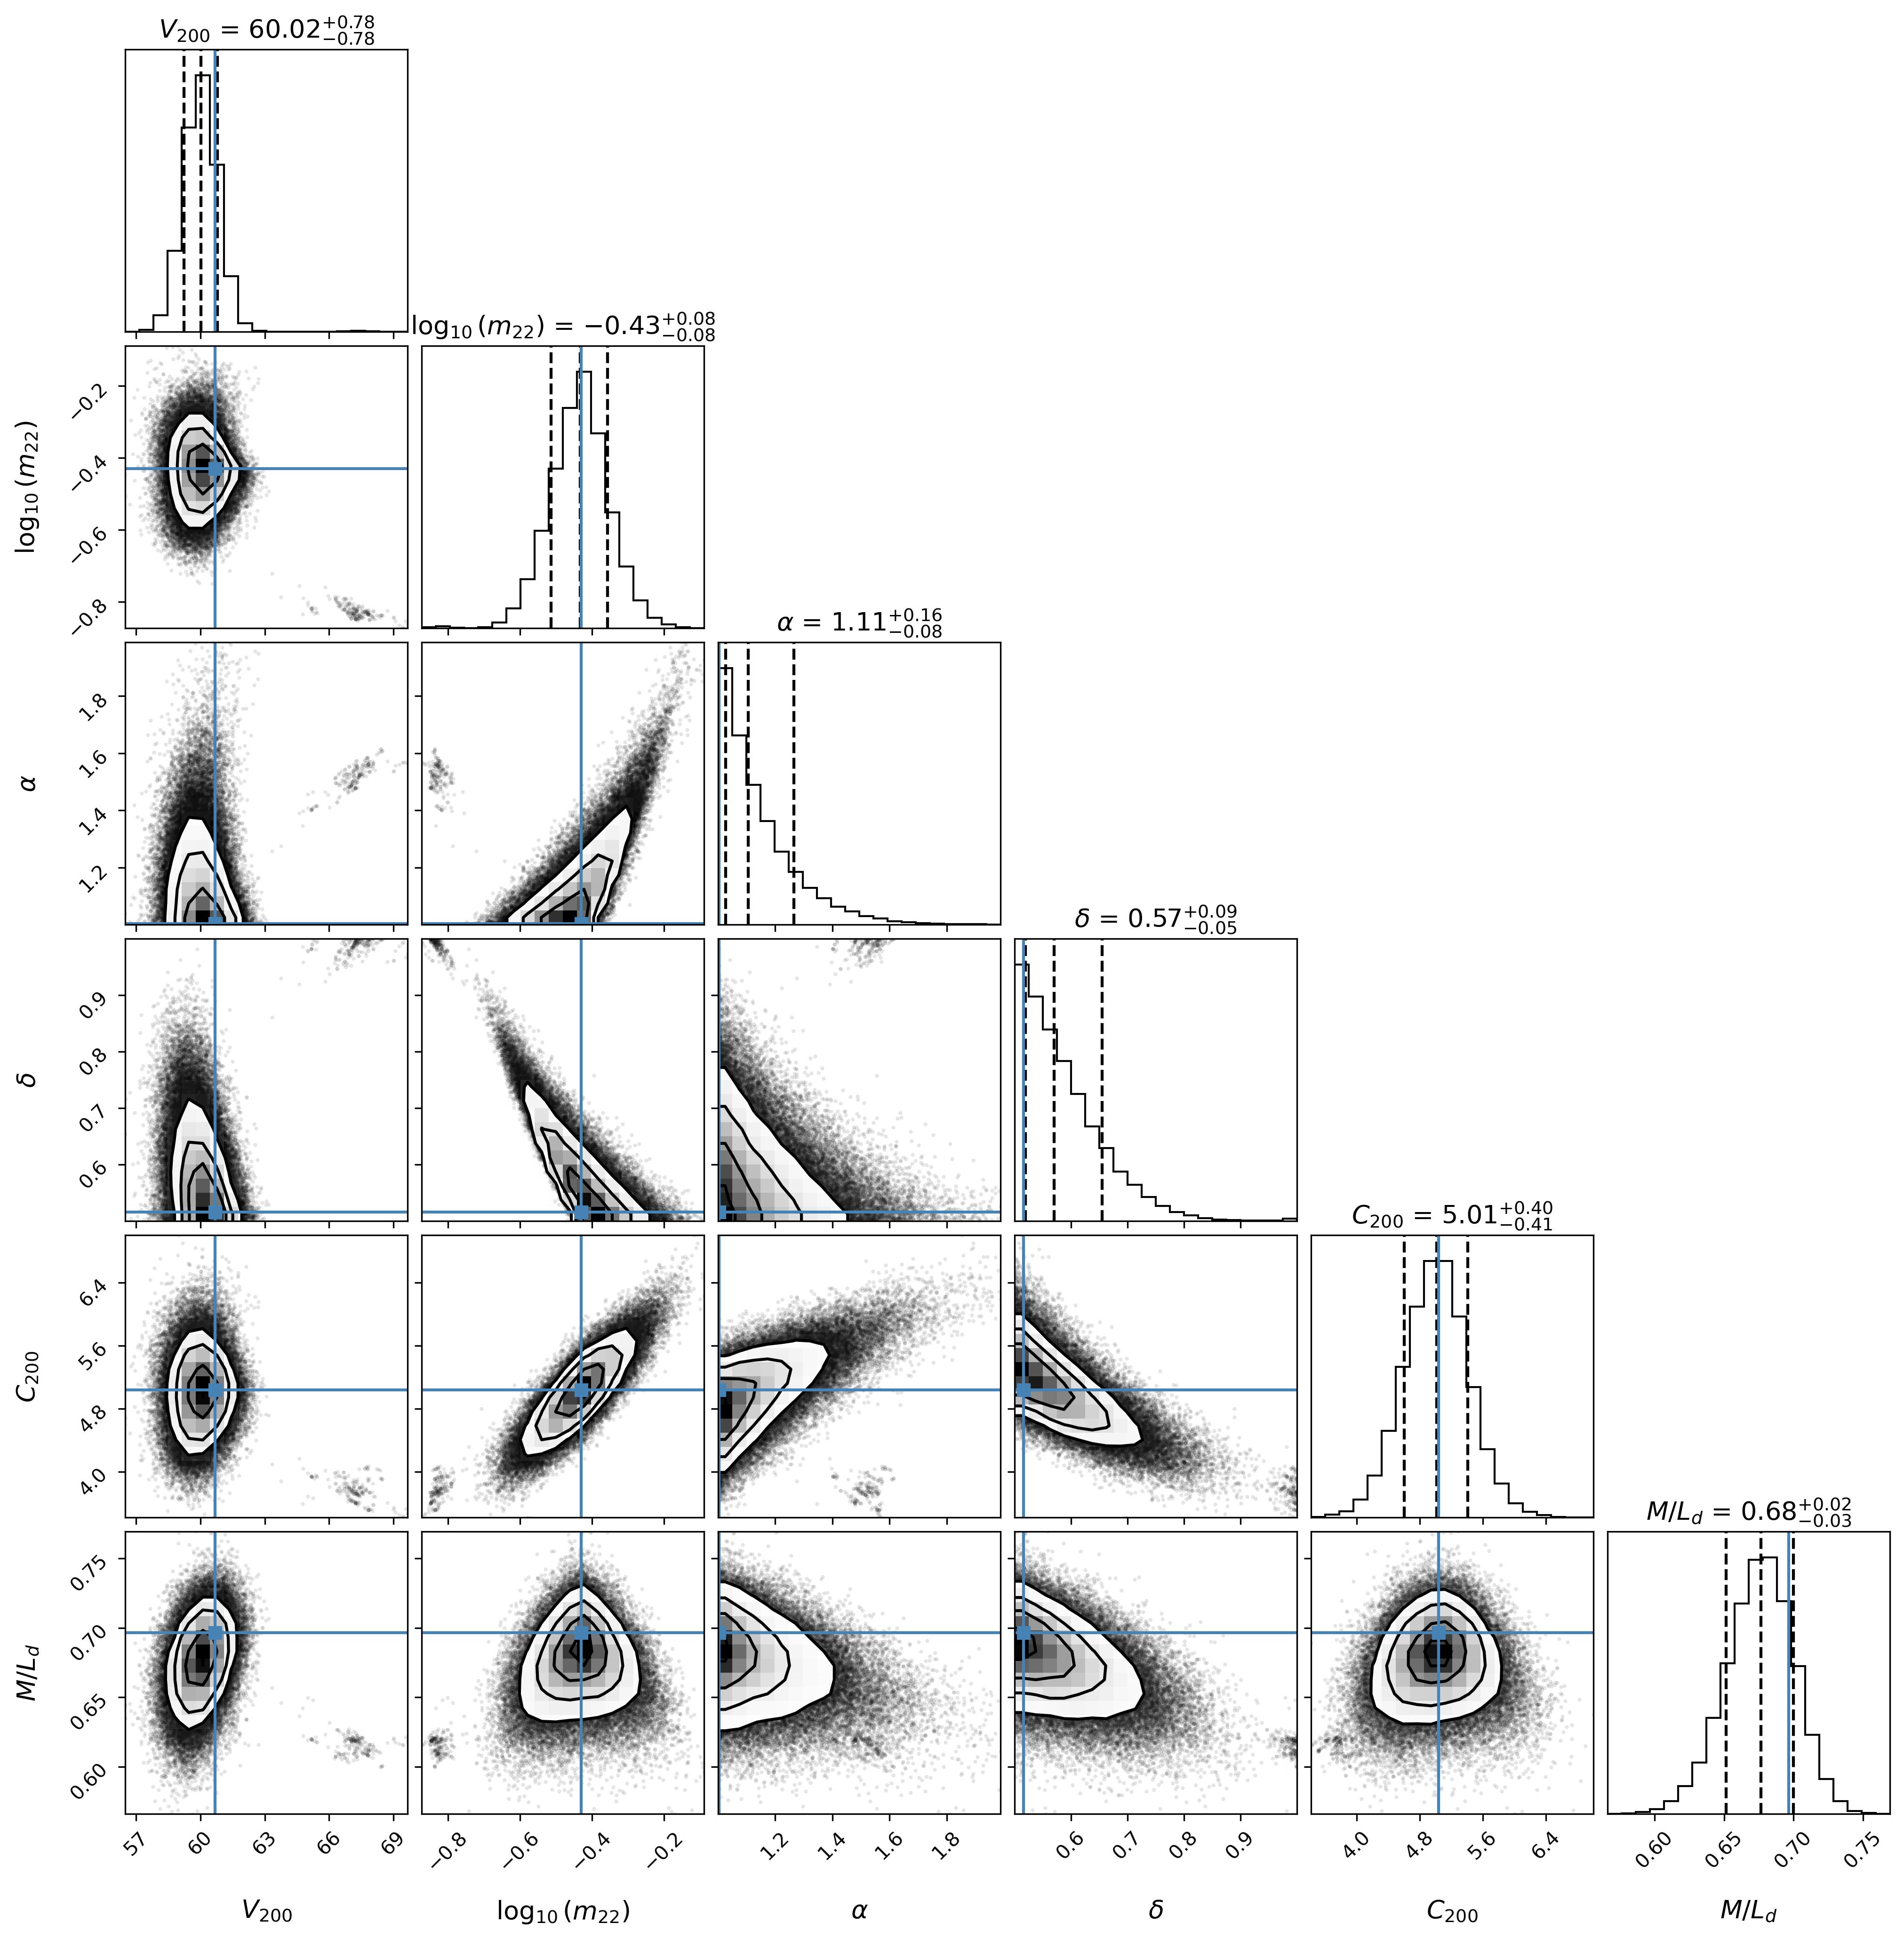 V₂₀₀ = 60.02 +0.78 −0.78
log₁₀(m₂₂) = −0.43 +0.08 −0.08
−0.2
−0.4
−0.6
−0.8
log₁₀(m₂₂)
α = 1.11 +0.16 −0.08
1.8
1.6
1.4
1.2
α
δ = 0.57 +0.09 −0.05
0.9
0.8
0.7
0.6
δ
C₂₀₀ = 5.01 +0.40 −0.41
6.4
5.6
4.8
4.0
C₂₀₀
M/L_d = 0.68 +0.02 −0.03
0.75
0.70
0.65
0.60
M/L_d
57 60 63 66 69 −0.8 −0.6 −0.4 −0.2 1.2 1.4 1.6 1.8 0.6 0.7 0.8 0.9 4.0 4.8 5.6 6.4 0.60 0.65 0.70 0.75
V₂₀₀ log₁₀(m₂₂) α δ C₂₀₀ M/L_d